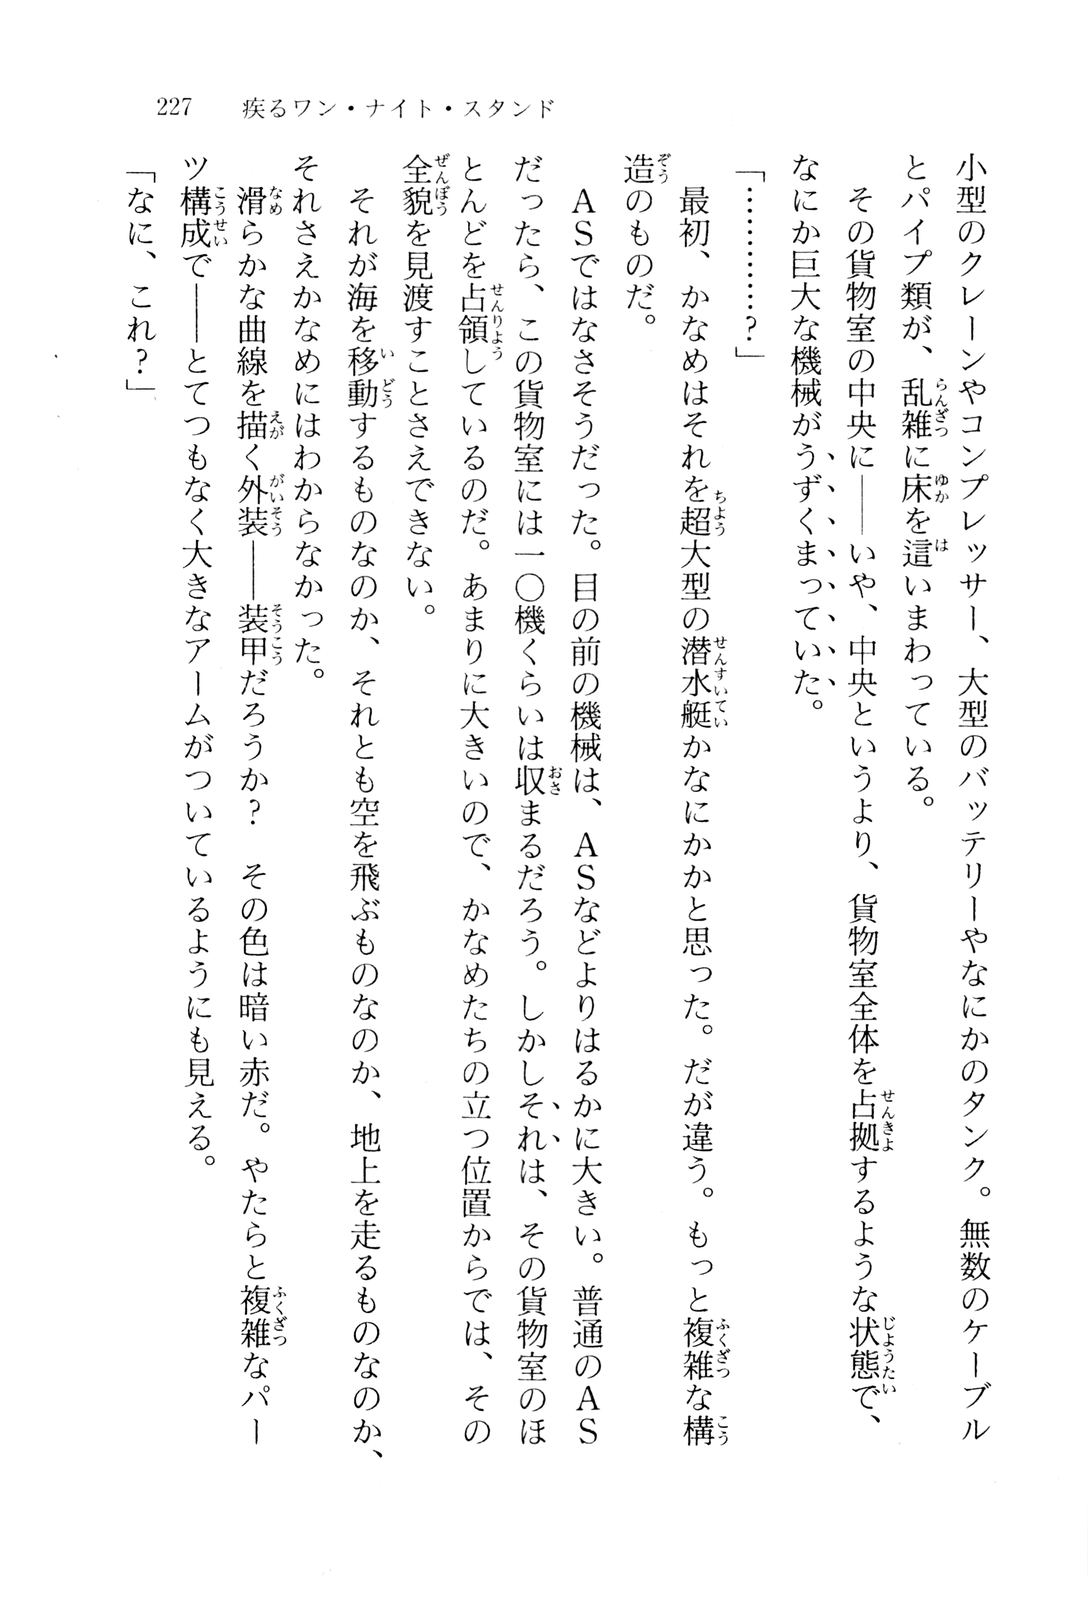 227　疾るワン・ナイト・スタンド
小型のクレーンやコンプレッサー、大型のバッテリーやなにかのタンク。無数のケーブル
とパイプ類が、乱雑に床を這いまわっている。
　その貨物室の中央に――いや、中央というより、貨物室全体を占拠するような状態で、
なにか巨大な機械がうずくまっていた。
「…………？」
　最初、かなめはそれを超大型の潜水艇かなにかかと思った。だが違う。もっと複雑な構
造のものだ。
　ＡＳではなさそうだった。目の前の機械は、ＡＳなどよりはるかに大きい。普通のＡＳ
だったら、この貨物室には一〇機くらいは収まるだろう。しかしそれは、その貨物室のほ
とんどを占領しているのだ。あまりに大きいので、かなめたちの立つ位置からでは、その
全貌を見渡すことさえできない。
　それが海を移動するものなのか、それとも空を飛ぶものなのか、地上を走るものなのか、
それさえかなめにはわからなかった。
　滑らかな曲線を描く外装――装甲だろうか？　その色は暗い赤だ。やたらと複雑なパー
ツ構成で――とてつもなく大きなアームがついているようにも見える。
「なに、これ？」